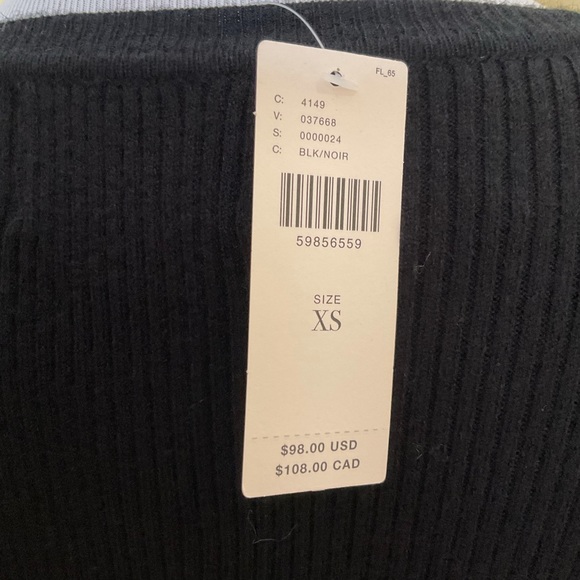 FL_65
C: 4149
V: 037668
S: 0000024
C: BLK/NOIR
59856559
SIZE
XS
$98.00 USD
$108.00 CAD